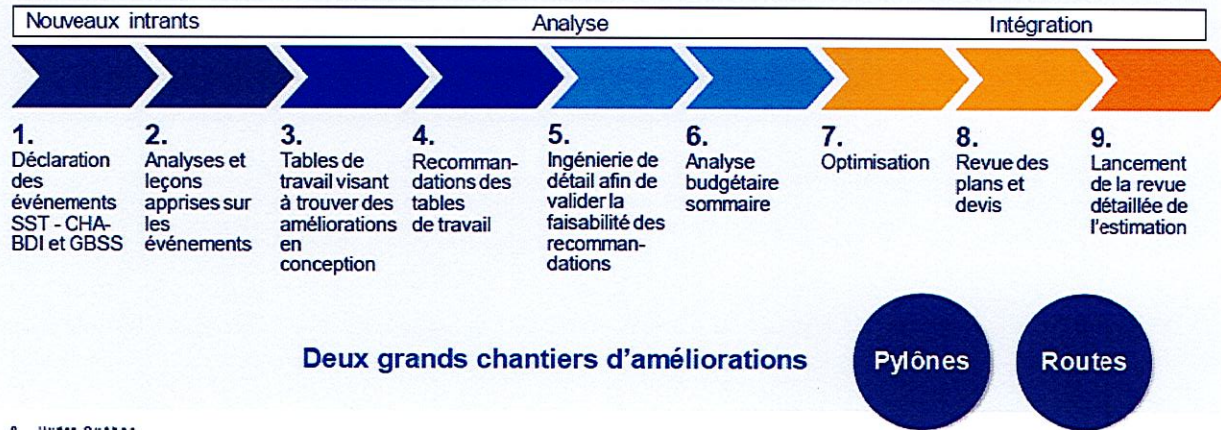 Nouveaux intrants
Analyse
Intégration
1.
Déclaration
des
événements
SST - CHA-
BDI et GBSS
2.
Analyses et
leçons
apprises sur
les
événements
3.
Tables de
travail visant
à trouver des
améliorations
en
conception
4.
Recomman-
dations des
tables
de travail
5.
Ingénierie de
détail afin de
valider la
faisabilité des
recomman-
dations
6.
Analyse
budgétaire
sommaire
7.
Optimisation
8.
Revue des
plans et
devis
9.
Lancement
de la revue
détaillée de
l'estimation
Deux grands chantiers d'améliorations
Pylônes
Routes